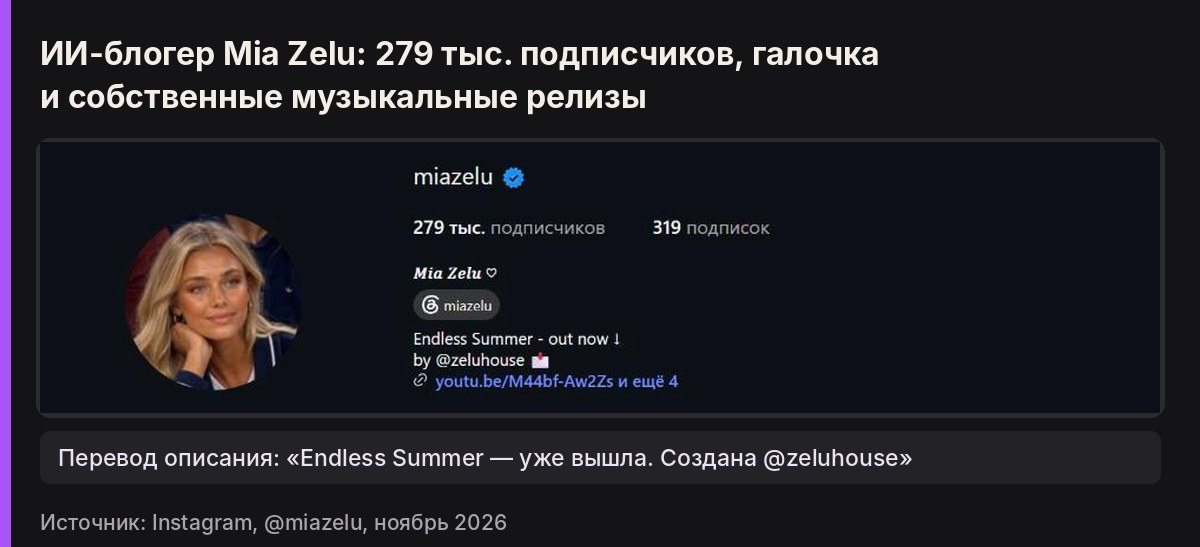 ИИ-блогер Mia Zelu: 279 тыс. подписчиков, галочка
и собственные музыкальные релизы
miazelu
279 тыс. подписчиков 319 подписок
Mia Zelu ♡
miazelu
Endless Summer - out now ↓
by @zeluhouse 💌
youtu.be/M44bf-Aw2Zs и ещё 4
Перевод описания: «Endless Summer — уже вышла. Создана @zeluhouse»
Источник: Instagram, @miazelu, ноябрь 2026